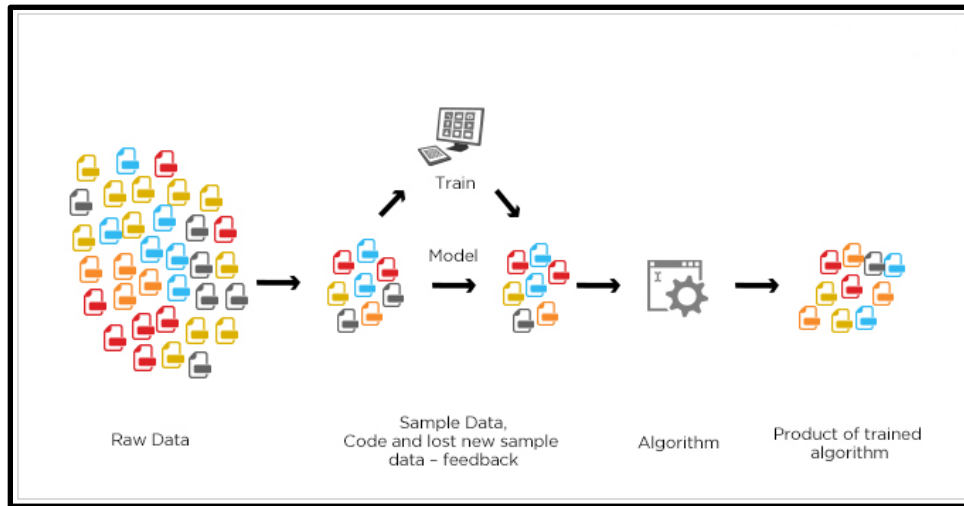 Train
Model
Raw Data
Sample Data,
Code and lost new sample
data – feedback
Algorithm
Product of trained
algorithm